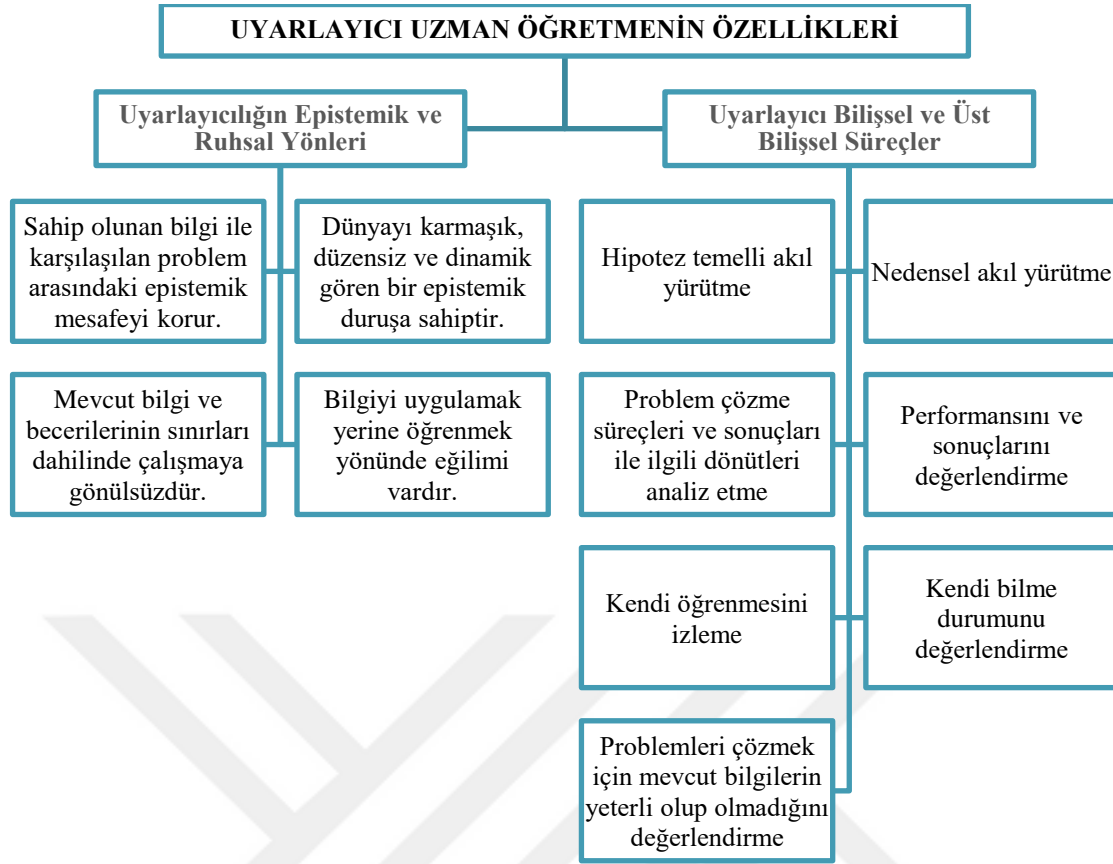 UYARLAYICI UZMAN ÖĞRETMENİN ÖZELLİKLERİ
Uyarlayıcılığın Epistemik ve
Ruhsal Yönleri
Sahip olunan bilgi ile
karşılaşılan problem
arasındaki epistemik
mesafeyi korur.
Dünyayı karmaşık,
düzensiz ve dinamik
gören bir epistemik
duruşa sahiptir.
Mevcut bilgi ve
becerilerinin sınırları
dahilinde çalışmaya
gönülsüzdür.
Bilgiyi uygulamak
yerine öğrenmek
yönünde eğilimi
vardır.
Uyarlayıcı Bilişsel ve Üst
Bilişsel Süreçler
Hipotez temelli akıl
yürütme
Nedensel akıl yürütme
Problem çözme
süreçleri ve sonuçları
ile ilgili dönütleri
analiz etme
Performansını ve
sonuçlarını
değerlendirme
Kendi öğrenmesini
izleme
Kendi bilme
durumunu
değerlendirme
Problemleri çözmek
için mevcut bilgilerin
yeterli olup olmadığını
değerlendirme